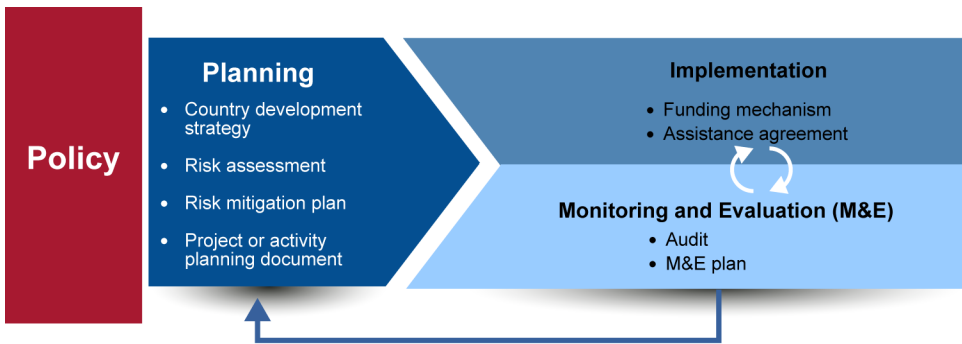 Policy
Planning
• Country development
strategy
• Risk assessment
• Risk mitigation plan
• Project or activity
planning document
Implementation
• Funding mechanism
• Assistance agreement
Monitoring and Evaluation (M&E)
• Audit
• M&E plan